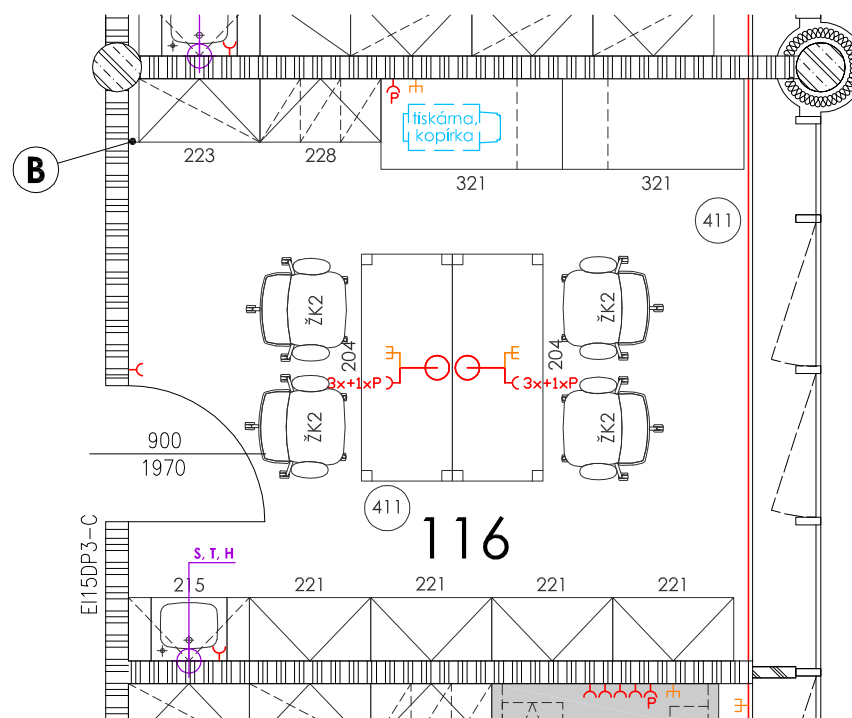 P
tiskárna,
kopírka
B
223
228
321
321
411
ŽK2
ŽK2
204
204
3x+1xP
3x+1xP
ŽK2
ŽK2
900
1970
411
116
EI15DP3-C
S, T, H
215
221
221
221
221
P